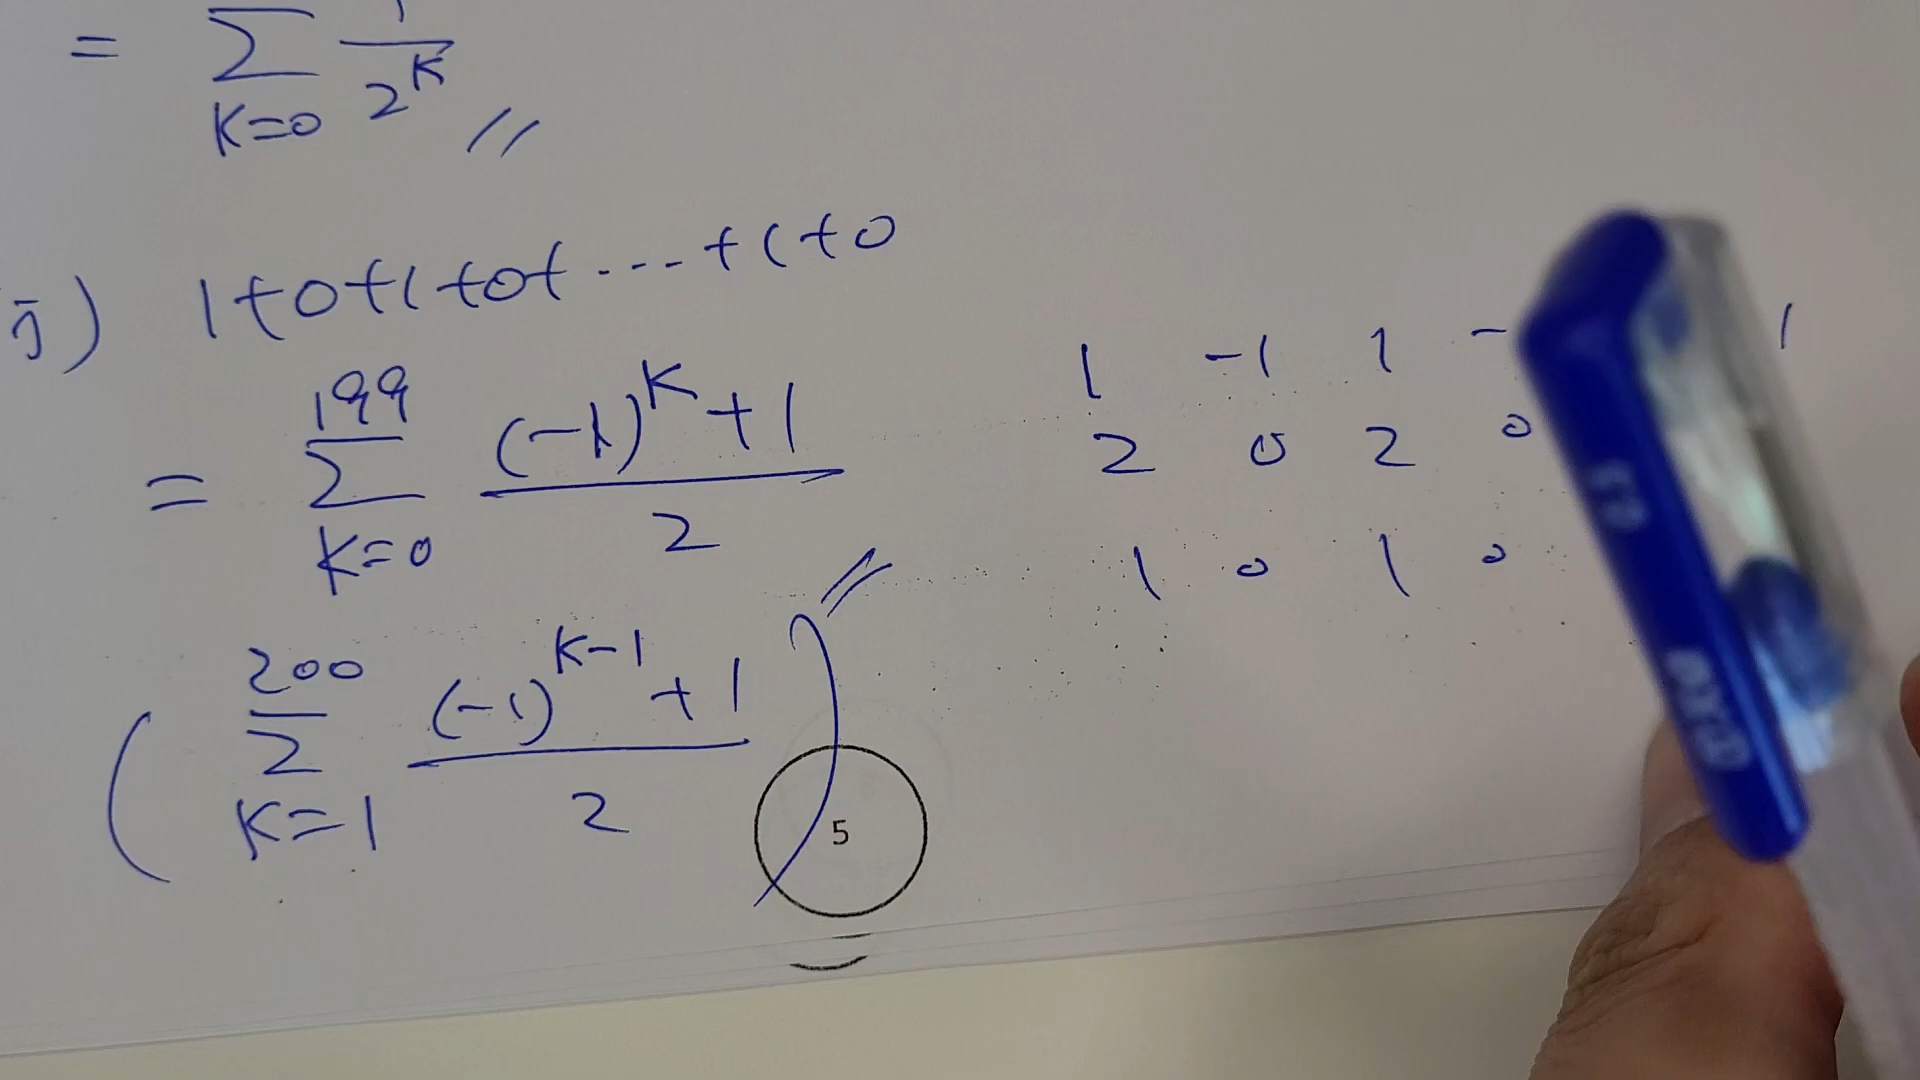 = Σ 1/2^K
K=0
j) 1+0+1+0+ ---- +1+0
199
= Σ ((-1)^K + 1)/2
K=0
1 -1 1 - 1
2 0 2 0
1 0 1 0
200
( Σ ((-1)^(K-1) + 1)/2 )
K=1
5